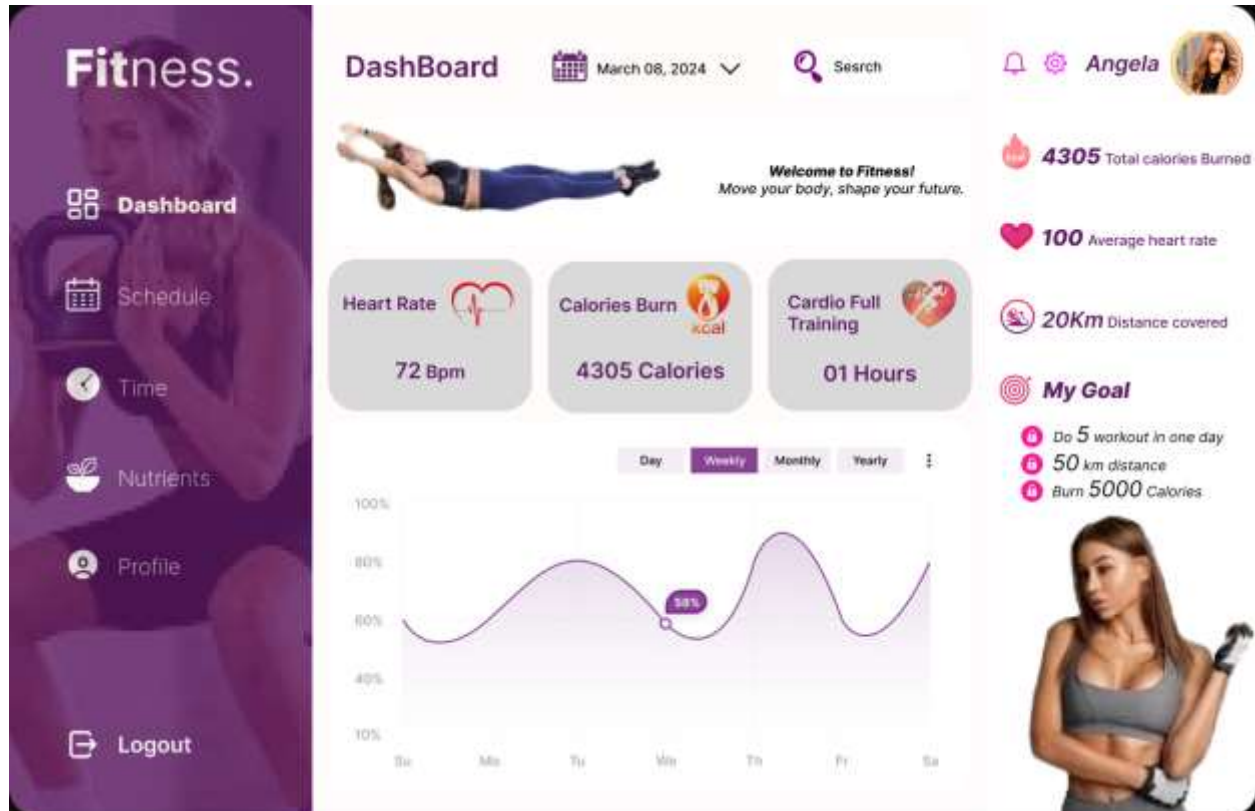 Fitness.
Dashboard
Schedule
Time
Nutrients
Profile
Logout
DashBoard
March 08, 2024
Sesrch
Welcome to Fitness!
Move your body, shape your future.
Heart Rate
72 Bpm
Calories Burn
kcal
4305 Calories
Cardio Full
Training
01 Hours
Day Weekly Monthly Yearly
100%
80%
60%
40%
10%
58%
Su Mo Tu We Th Fr Sa
Angela
4305 Total calories Burned
100 Average heart rate
20Km Distance covered
My Goal
Do 5 workout in one day
50 km distance
Burn 5000 Calories